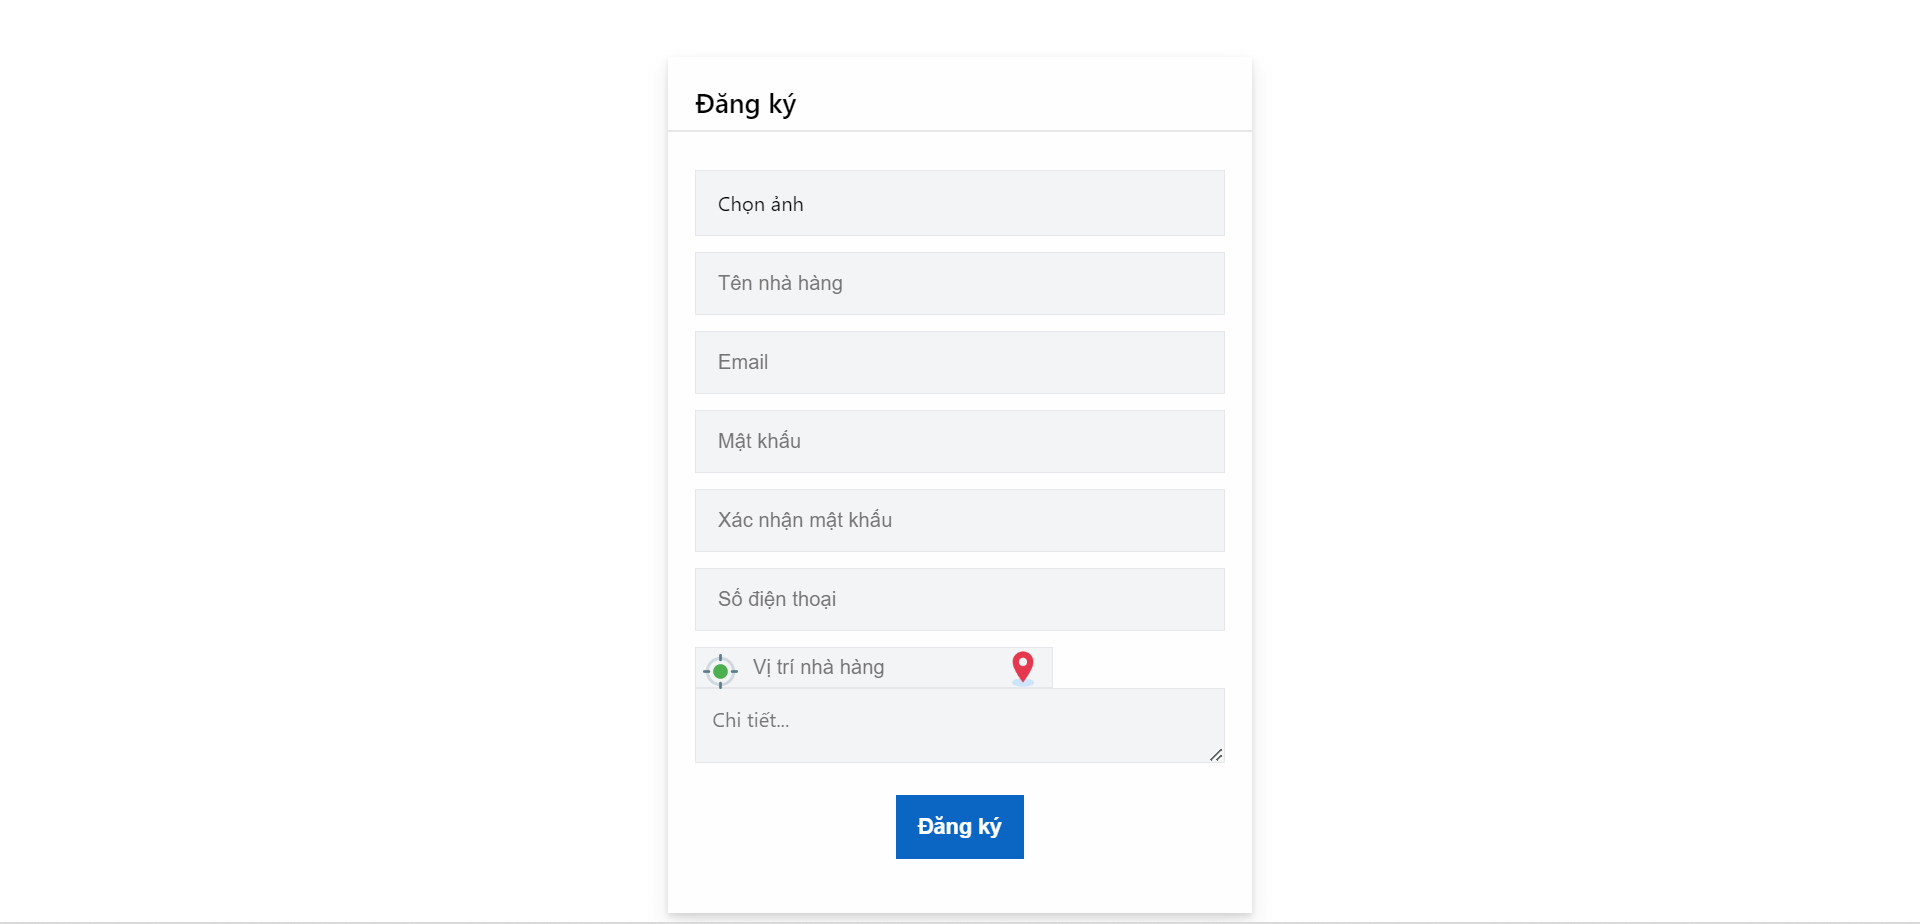 Đăng ký
Chọn ảnh
Tên nhà hàng
Email
Mật khẩu
Xác nhận mật khẩu
Số điện thoại
Vị trí nhà hàng
Chi tiết...
Đăng ký